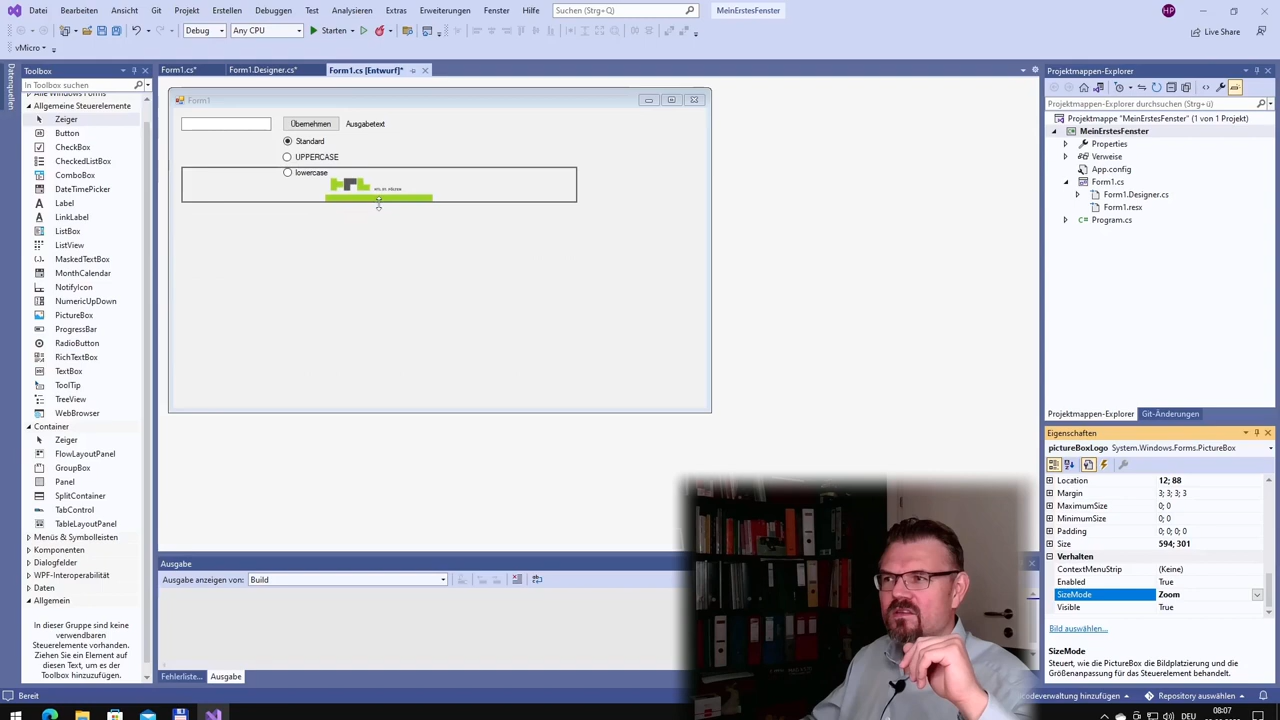 Datei Bearbeiten Ansicht Git Projekt Erstellen Debuggen Test Analysieren Extras Erweiterungen Fenster Hilfe Suchen (Strg+Q) MeinErstesFenster HP
Debug Any CPU Starten Live Share
vMicro
Datenquellen
Toolbox
Toolbox suchen
Alle Windows Forms
Allgemeine Steuerelemente
Zeiger
Button
CheckBox
CheckedListBox
ComboBox
DateTimePicker
Label
LinkLabel
ListBox
ListView
MaskedTextBox
MonthCalendar
NotifyIcon
NumericUpDown
PictureBox
ProgressBar
RadioButton
RichTextBox
TextBox
ToolTip
TreeView
WebBrowser
Container
Zeiger
FlowLayoutPanel
GroupBox
Panel
SplitContainer
TabControl
TableLayoutPanel
Menüs & Symbolleisten
Komponenten
Dialogfelder
WPF-Interoperabilität
Daten
Allgemein
In dieser Gruppe sind keine
verwendbaren
Steuerelemente vorhanden.
Ziehen Sie ein Element auf
diesen Text, um es der
Toolbox hinzuzufügen.
Form1.cs* Form1.Designer.cs* Form1.cs [Entwurf]*
Form1
Übernehmen Ausgabetext
Standard
UPPERCASE
lowercase
Ausgabe
Ausgabe anzeigen von: Build
Fehlerliste... Ausgabe
Projektmappen-Explorer
Projektmappen-Explorer durchsuchen (Strg+ü)
Projektmappe "MeinErstesFenster" (1 von 1 Projekt)
MeinErstesFenster
Properties
Verweise
App.config
Form1.cs
Form1.Designer.cs
Form1.resx
Program.cs
Projektmappen-Explorer Git-Änderungen
Eigenschaften
pictureBoxLogo System.Windows.Forms.PictureBox
Location 12; 88
Margin 3; 3; 3; 3
MaximumSize 0; 0
MinimumSize 0; 0
Padding 0; 0; 0; 0
Size 594; 301
Verhalten
ContextMenuStrip (Keine)
Enabled True
SizeMode Zoom
Visible True
Bild auswählen...
SizeMode
Steuert, wie die PictureBox die Bildplatzierung und die
Größenanpassung für das Steuerelement behandelt.
Bereit Repository auswählen
DEU 08:07